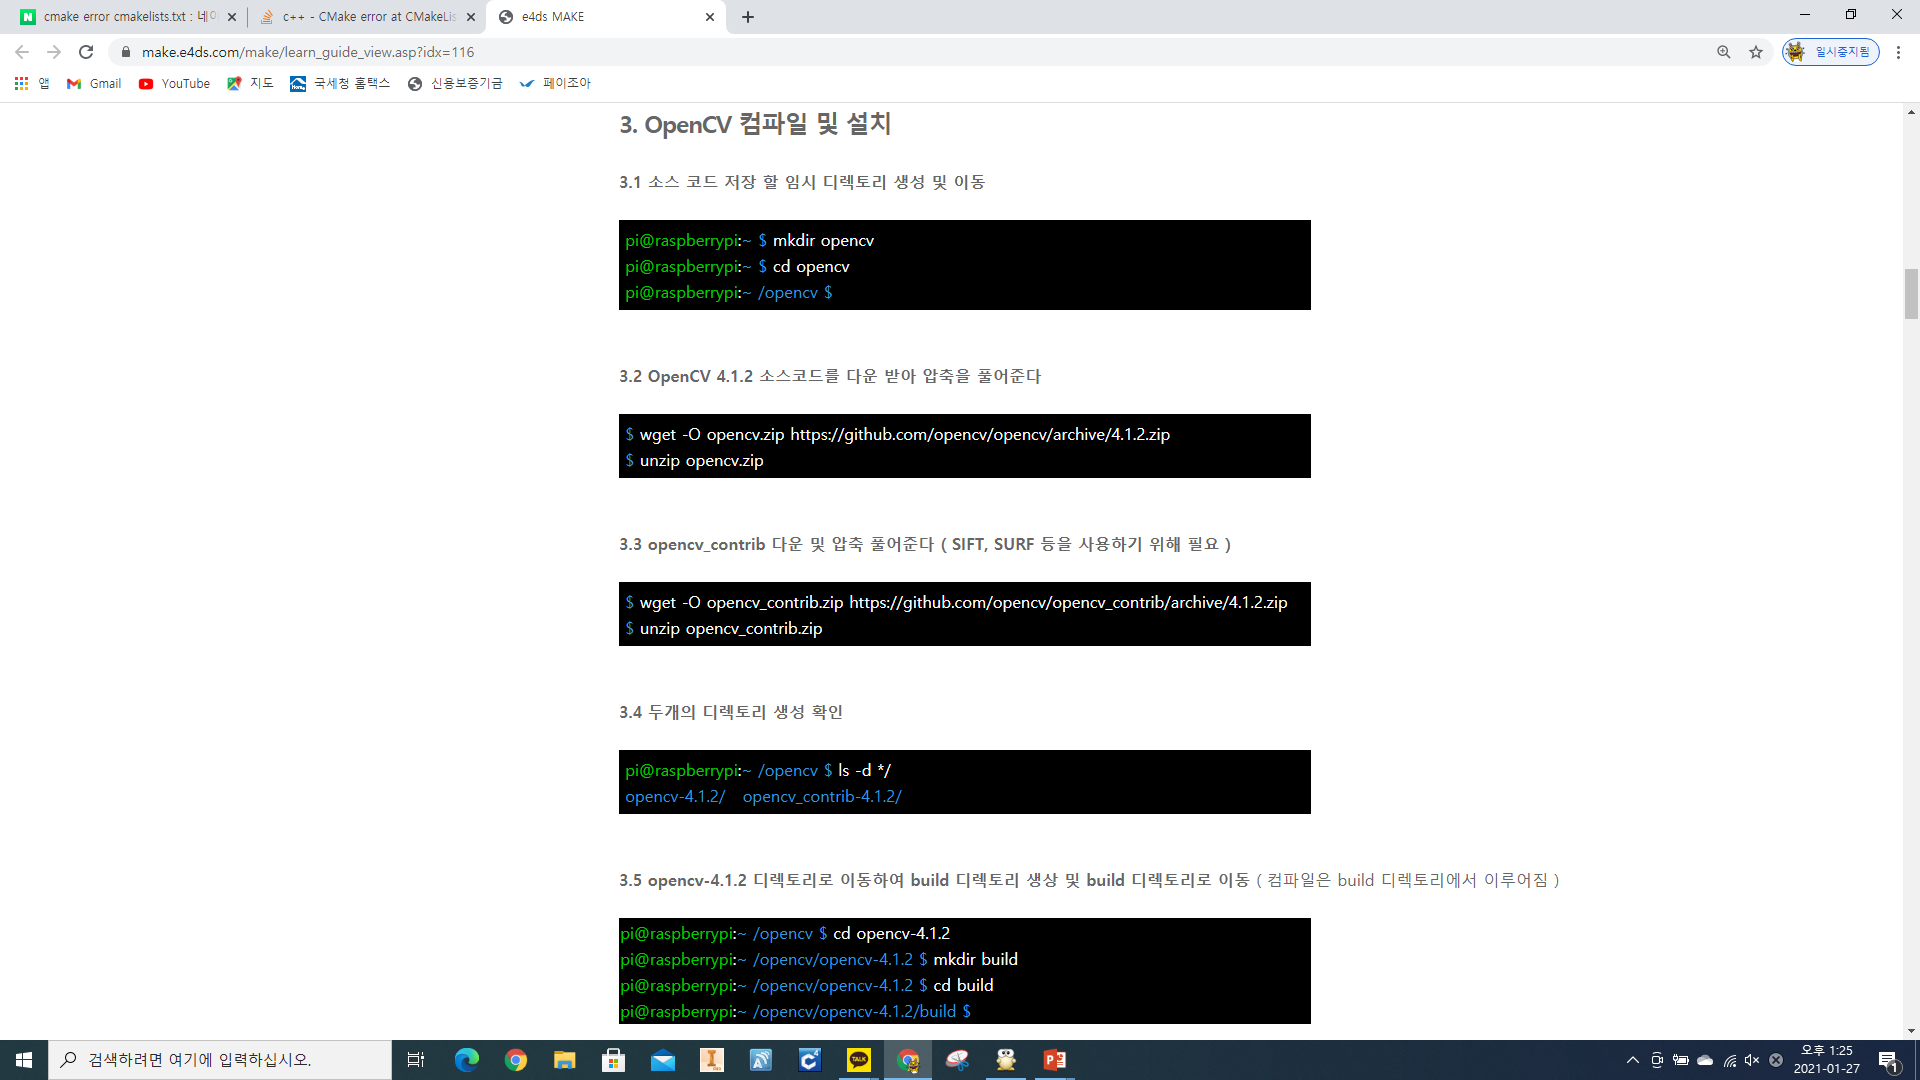 cmake error cmakelists.txt : 네이
c++ - CMake error at CMakeLis
e4ds MAKE
make.e4ds.com/make/learn_guide_view.asp?idx=116
일시중지됨
앱
Gmail
YouTube
지도
국세청 홈택스
신용보증기금
페이조아
3. OpenCV 컴파일 및 설치
3.1 소스 코드 저장 할 임시 디렉토리 생성 및 이동
pi@raspberrypi:~ $ mkdir opencv
pi@raspberrypi:~ $ cd opencv
pi@raspberrypi:~ /opencv $
3.2 OpenCV 4.1.2 소스코드를 다운 받아 압축을 풀어준다
$ wget -O opencv.zip https://github.com/opencv/opencv/archive/4.1.2.zip
$ unzip opencv.zip
3.3 opencv_contrib 다운 및 압축 풀어준다 ( SIFT, SURF 등을 사용하기 위해 필요 )
$ wget -O opencv_contrib.zip https://github.com/opencv/opencv_contrib/archive/4.1.2.zip
$ unzip opencv_contrib.zip
3.4 두개의 디렉토리 생성 확인
pi@raspberrypi:~ /opencv $ ls -d */
opencv-4.1.2/ opencv_contrib-4.1.2/
3.5 opencv-4.1.2 디렉토리로 이동하여 build 디렉토리 생상 및 build 디렉토리로 이동 ( 컴파일은 build 디렉토리에서 이루어짐 )
pi@raspberrypi:~ /opencv $ cd opencv-4.1.2
pi@raspberrypi:~ /opencv/opencv-4.1.2 $ mkdir build
pi@raspberrypi:~ /opencv/opencv-4.1.2 $ cd build
pi@raspberrypi:~ /opencv/opencv-4.1.2/build $
검색하려면 여기에 입력하십시오.
TALK
오후 1:25
2021-01-27
1